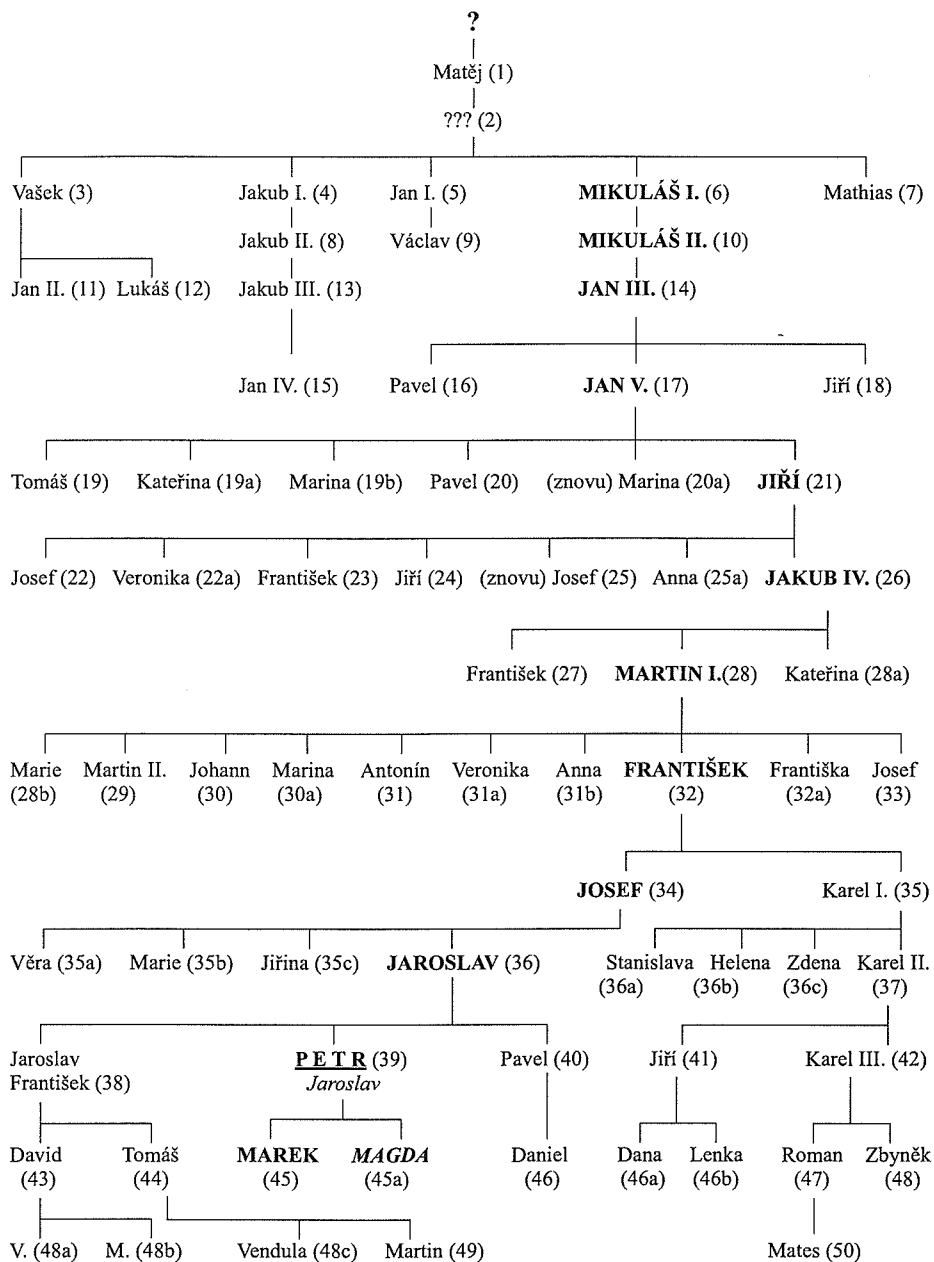 ?
Matěj (1)
??? (2)
Vašek (3) Jakub I. (4) Jan I. (5) MIKULÁŠ I. (6) Mathias (7)
Jakub II. (8) Václav (9) MIKULÁŠ II. (10)
Jan II. (11) Lukáš (12) Jakub III. (13) JAN III. (14)
Jan IV. (15) Pavel (16) JAN V. (17) Jiří (18)
Tomáš (19) Kateřina (19a) Marina (19b) Pavel (20) (znovu) Marina (20a) JIŘÍ (21)
Josef (22) Veronika (22a) František (23) Jiří (24) (znovu) Josef (25) Anna (25a) JAKUB IV. (26)
František (27) MARTIN I.(28) Kateřina (28a)
Marie Martin II. Johann Marina Antonín Veronika Anna FRANTIŠEK Františka Josef
(28b) (29) (30) (30a) (31) (31a) (31b) (32) (32a) (33)
JOSEF (34) Karel I. (35)
Věra (35a) Marie (35b) Jiřina (35c) JAROSLAV (36) Stanislava Helena Zdena Karel II.
(36a) (36b) (36c) (37)
Jaroslav PETR (39) Pavel (40) Jiří (41) Karel III. (42)
František (38) Jaroslav
David Tomáš MAREK MAGDA Daniel Dana Lenka Roman Zbyněk
(43) (44) (45) (45a) (46) (46a) (46b) (47) (48)
V. (48a) M. (48b) Vendula (48c) Martin (49) Mates (50)